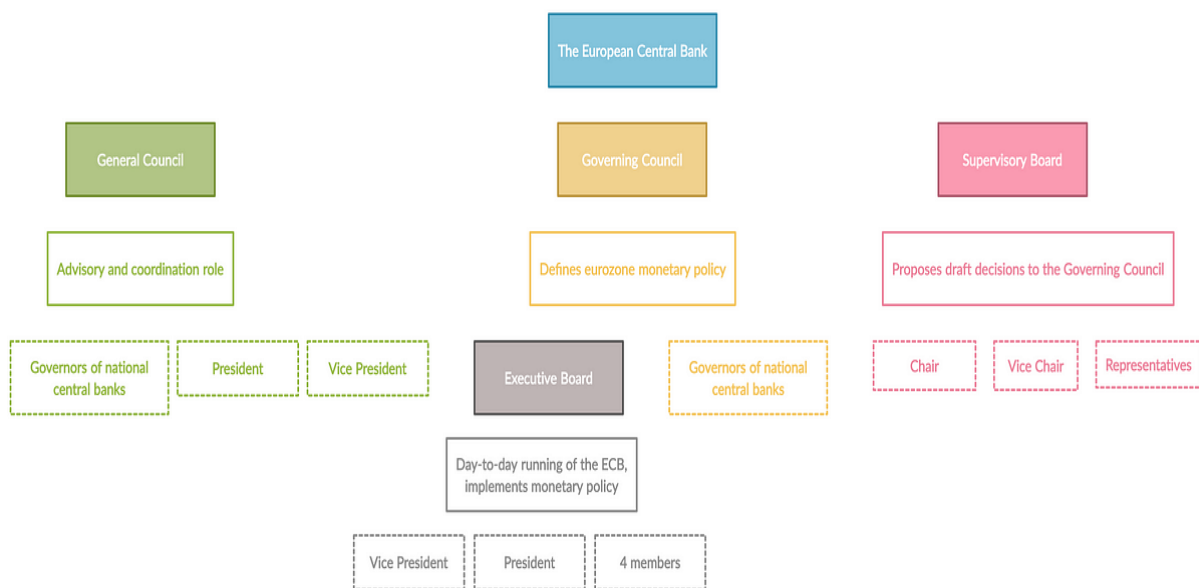 The European Central Bank
General Council
Governing Council
Supervisory Board
Advisory and coordination role
Defines eurozone monetary policy
Proposes draft decisions to the Governing Council
Governors of national
central banks
President
Vice President
Executive Board
Governors of national
central banks
Chair
Vice Chair
Representatives
Day-to-day running of the ECB,
implements monetary policy
Vice President
President
4 members